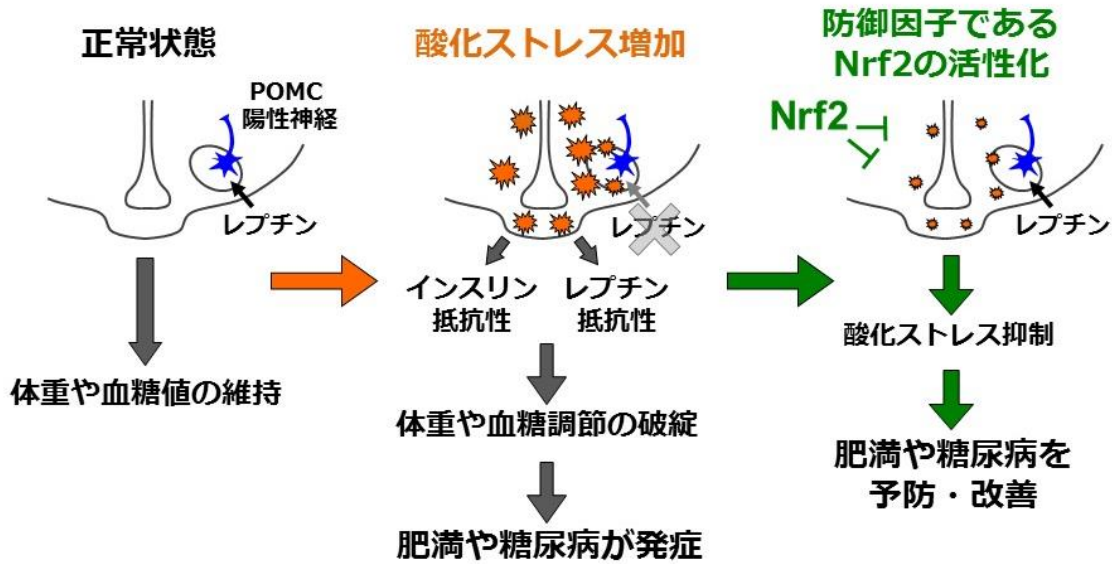 正常状態
POMC
陽性神経
レプチン
体重や血糖値の維持
酸化ストレス増加
レプチン
インスリン
抵抗性
レプチン
抵抗性
体重や血糖調節の破綻
肥満や糖尿病が発症
防御因子である
Nrf2の活性化
Nrf2
レプチン
酸化ストレス抑制
肥満や糖尿病を
予防・改善